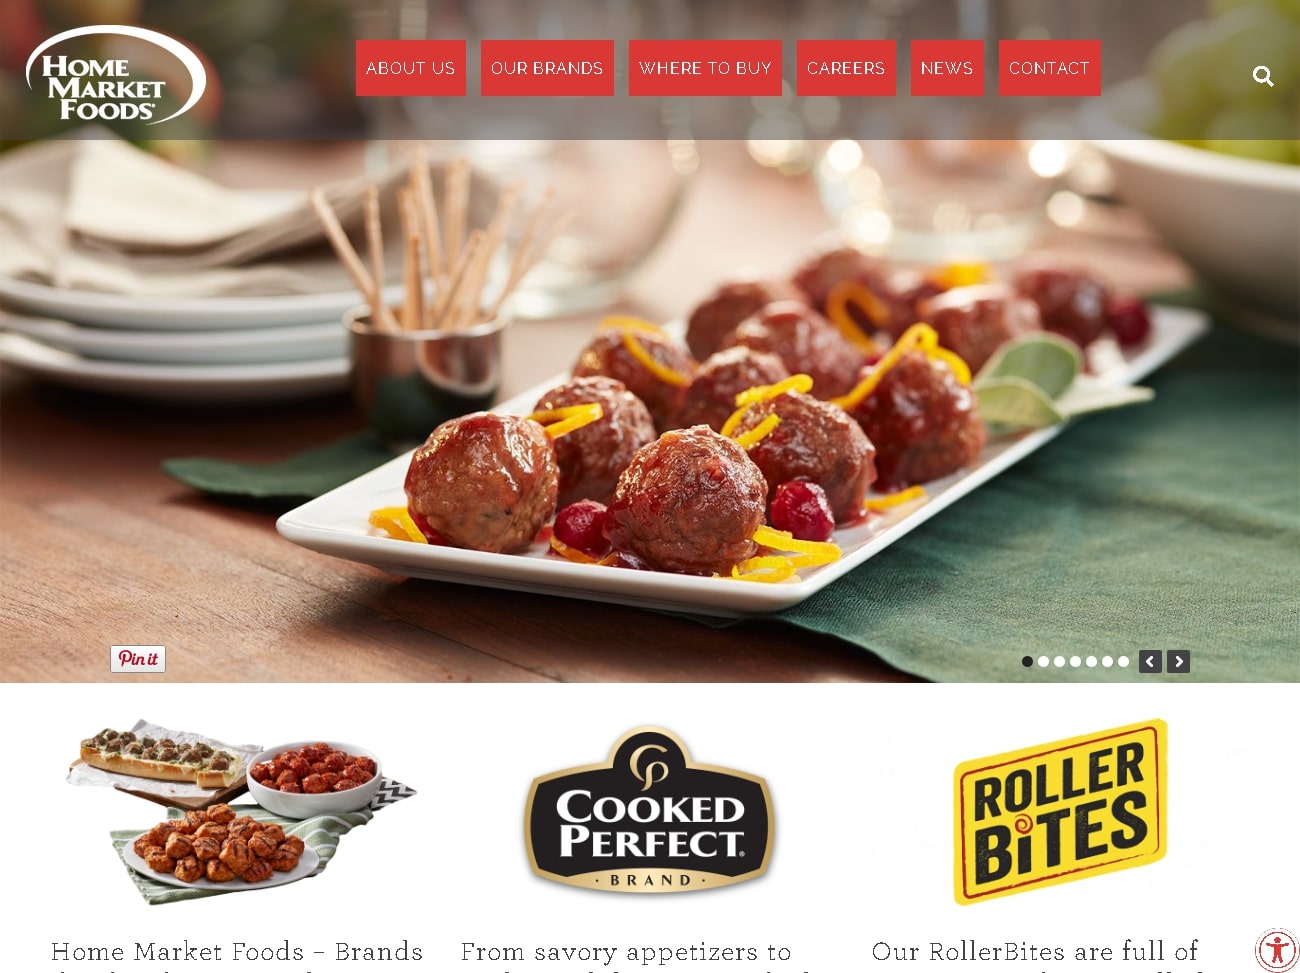 HOME
MARKET
FOODS®
ABOUT US
OUR BRANDS
WHERE TO BUY
CAREERS
NEWS
CONTACT
Pin it
CP
COOKED
PERFECT®
· BRAND ·
ROLLER
BiTES
Home Market Foods – Brands
From savory appetizers to
Our RollerBites are full of